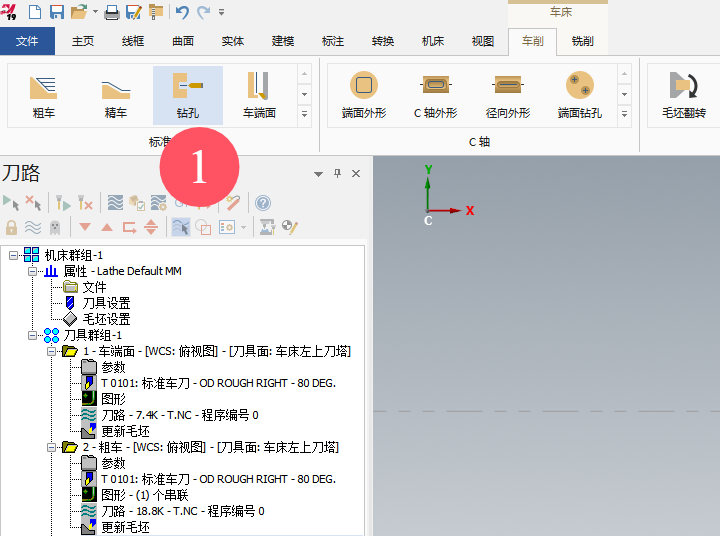 19
车床
文件 主页 线框 曲面 实体 建模 标注 转换 机床 视图 车削 铣削
粗车 精车 钻孔 车端面 端面外形 C 轴外形 径向外形 端面钻孔 毛坯翻转
标准 C 轴
1
刀路
Y
X
C
机床群组-1
属性 - Lathe Default MM
文件
刀具设置
毛坯设置
刀具群组-1
1 - 车端面 - [WCS: 俯视图] - [刀具面: 车床左上刀塔]
参数
T 0101: 标准车刀 - OD ROUGH RIGHT - 80 DEG.
图形
刀路 - 7.4K - T.NC - 程序编号 0
更新毛坯
2 - 粗车 - [WCS: 俯视图] - [刀具面: 车床左上刀塔]
参数
T 0101: 标准车刀 - OD ROUGH RIGHT - 80 DEG.
图形 - (1) 个串联
刀路 - 18.8K - T.NC - 程序编号 0
更新毛坯